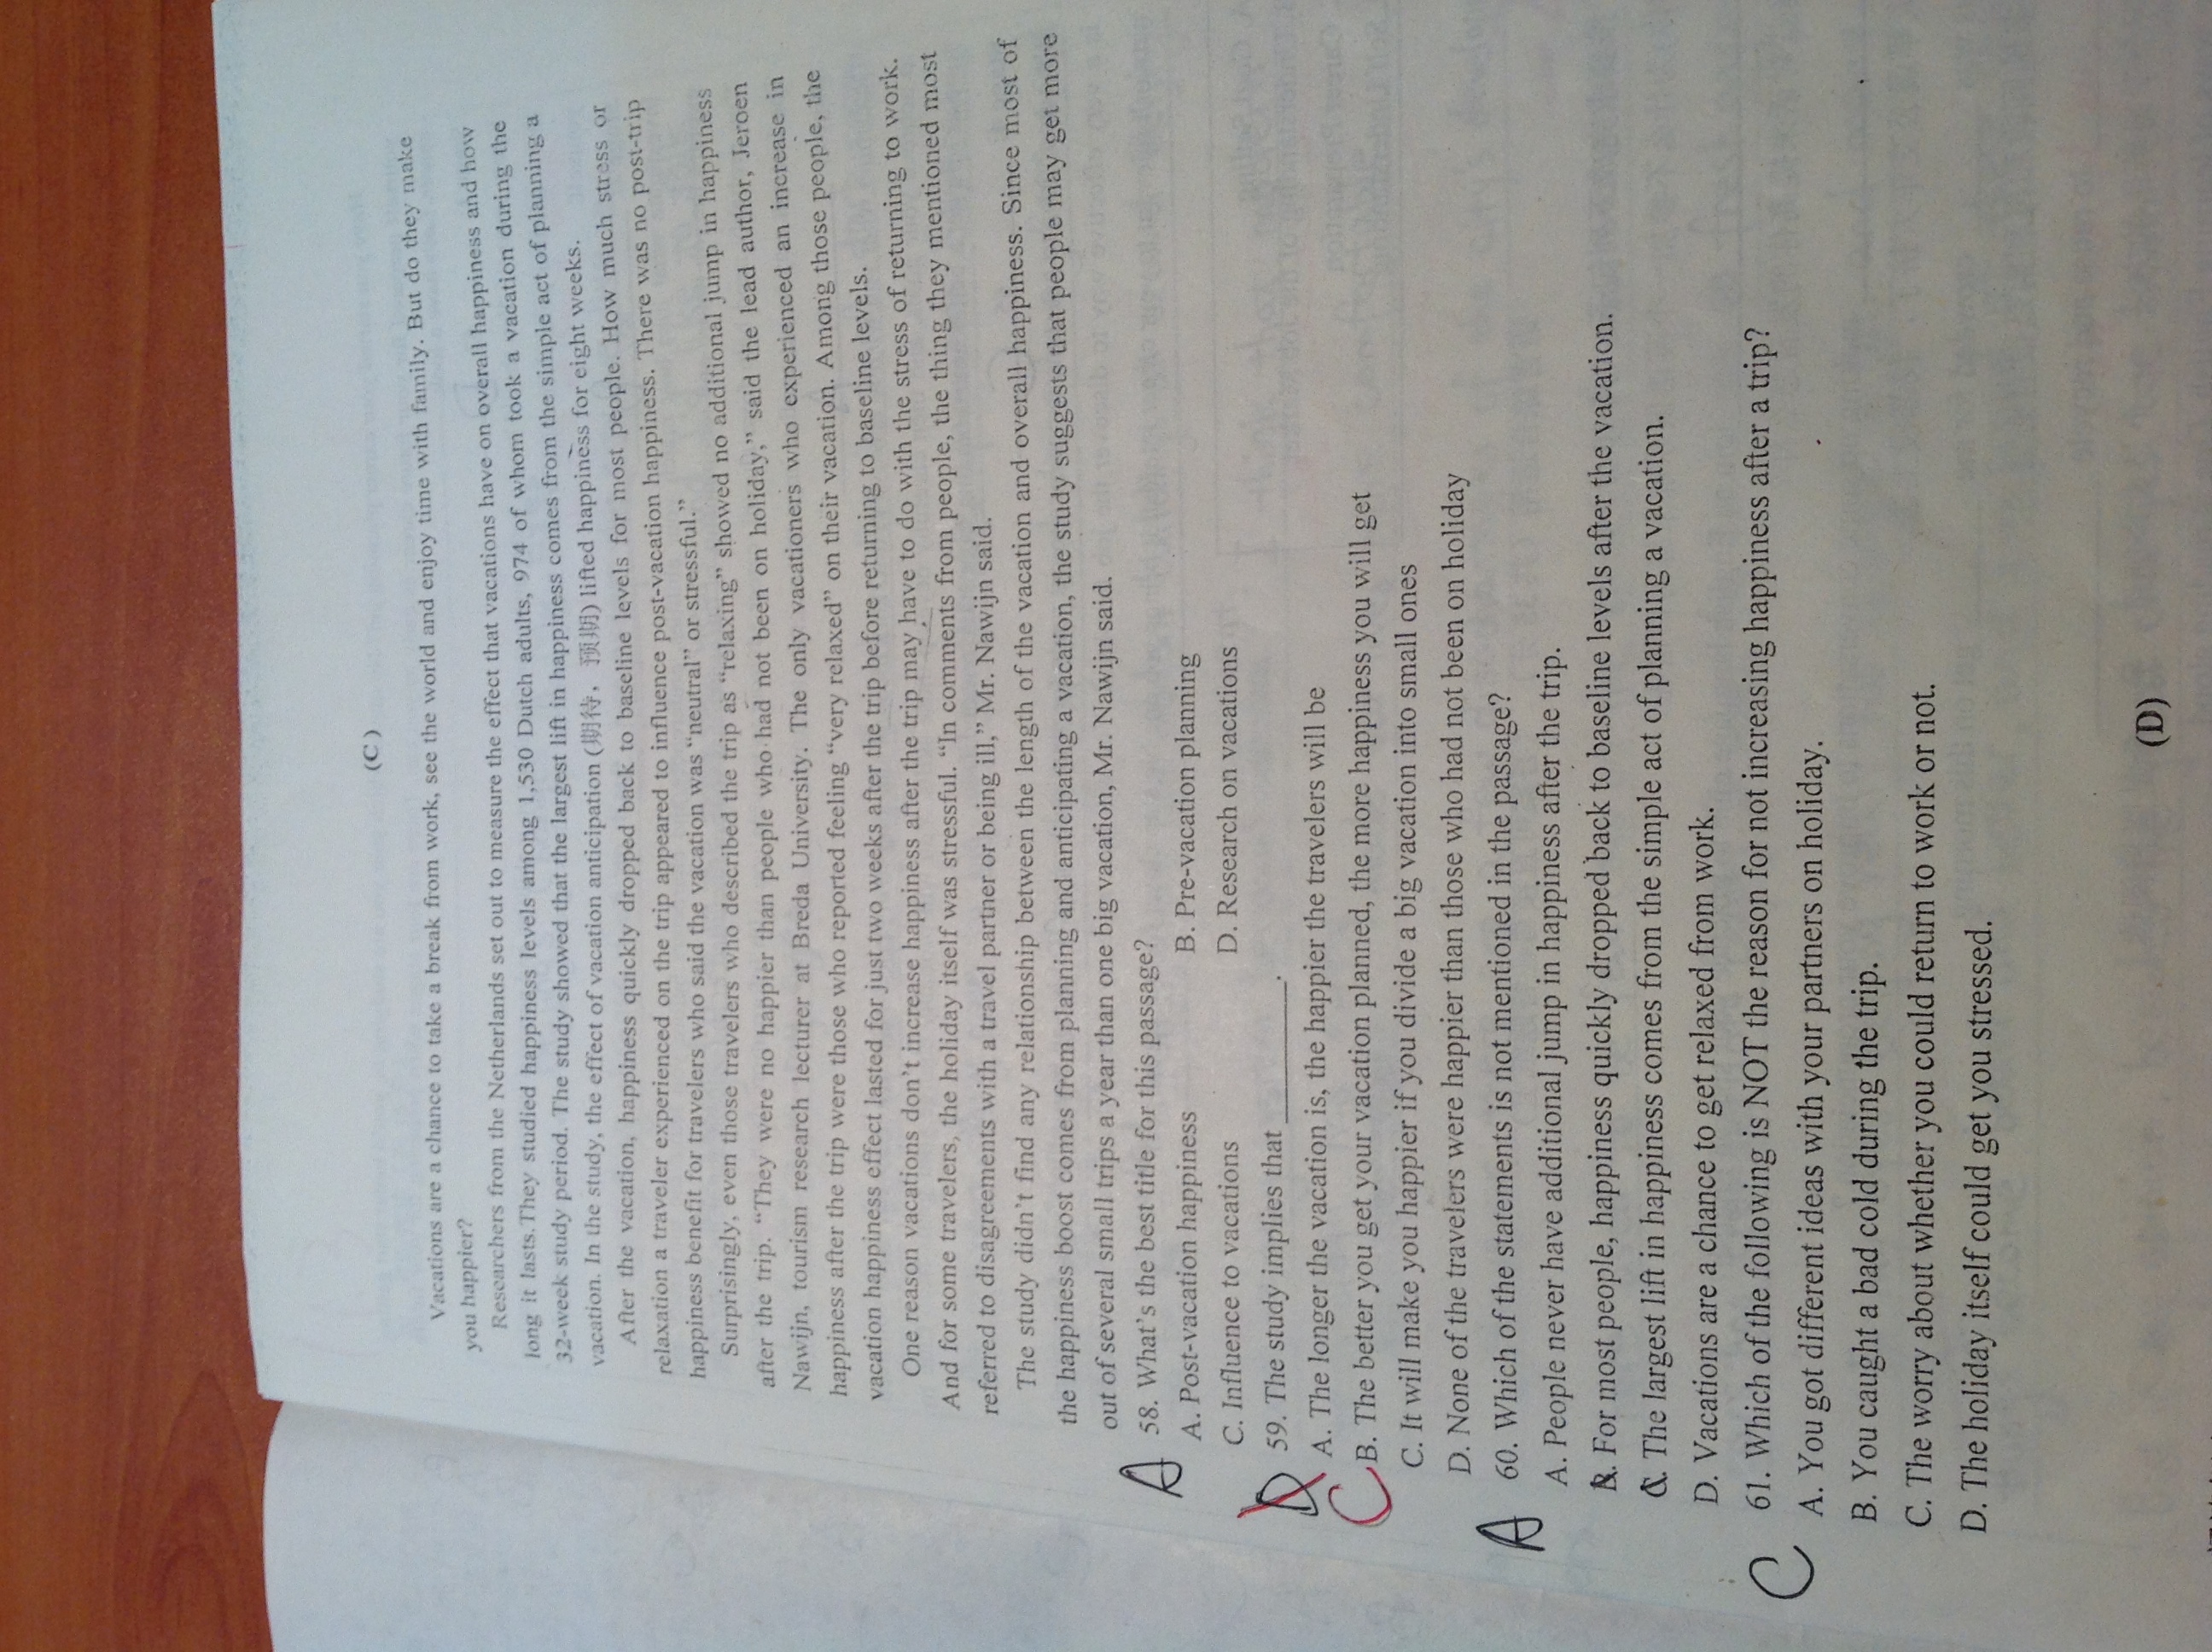 (C)
Vacations are a chance to take a break from work, see the world and enjoy time with family. But do they make
you happier?
Researchers from the Netherlands set out to measure the effect that vacations have on overall happiness and how
long it lasts.They studied happiness levels among 1,530 Dutch adults, 974 of whom took a vacation during the
32-week study period. The study showed that the largest lift in happiness comes from the simple act of planning a
vacation. In the study, the effect of vacation anticipation (期待，预期) lifted happiness for eight weeks.
After the vacation, happiness quickly dropped back to baseline levels for most people. How much stress or
relaxation a traveler experienced on the trip appeared to influence post-vacation happiness. There was no post-trip
happiness benefit for travelers who said the vacation was “neutral” or stressful.”
Surprisingly, even those travelers who described the trip as “relaxing” showed no additional jump in happiness
after the trip. “They were no happier than people who had not been on holiday,” said the lead author, Jeroen
Nawijn, tourism research lecturer at Breda University. The only vacationers who experienced an increase in
happiness after the trip were those who reported feeling “very relaxed” on their vacation. Among those people, the
vacation happiness effect lasted for just two weeks after the trip before returning to baseline levels.
One reason vacations don’t increase happiness after the trip may have to do with the stress of returning to work.
And for some travelers, the holiday itself was stressful. “In comments from people, the thing they mentioned most
referred to disagreements with a travel partner or being ill,” Mr. Nawijn said.
The study didn’t find any relationship between the length of the vacation and overall happiness. Since most of
the happiness boost comes from planning and anticipating a vacation, the study suggests that people may get more
out of several small trips a year than one big vacation, Mr. Nawijn said.
A 58. What’s the best title for this passage?
A. Post-vacation happiness B. Pre-vacation planning
C. Influence to vacations D. Research on vacations
D 59. The study implies that __________.
A. The longer the vacation is, the happier the travelers will be
C B. The better you get your vacation planned, the more happiness you will get
C. It will make you happier if you divide a big vacation into small ones
D. None of the travelers were happier than those who had not been on holiday
A 60. Which of the statements is not mentioned in the passage?
A. People never have additional jump in happiness after the trip.
B. For most people, happiness quickly dropped back to baseline levels after the vacation.
C. The largest lift in happiness comes from the simple act of planning a vacation.
D. Vacations are a chance to get relaxed from work.
C 61. Which of the following is NOT the reason for not increasing happiness after a trip?
A. You got different ideas with your partners on holiday.
B. You caught a bad cold during the trip.
C. The worry about whether you could return to work or not.
D. The holiday itself could get you stressed.
(D)